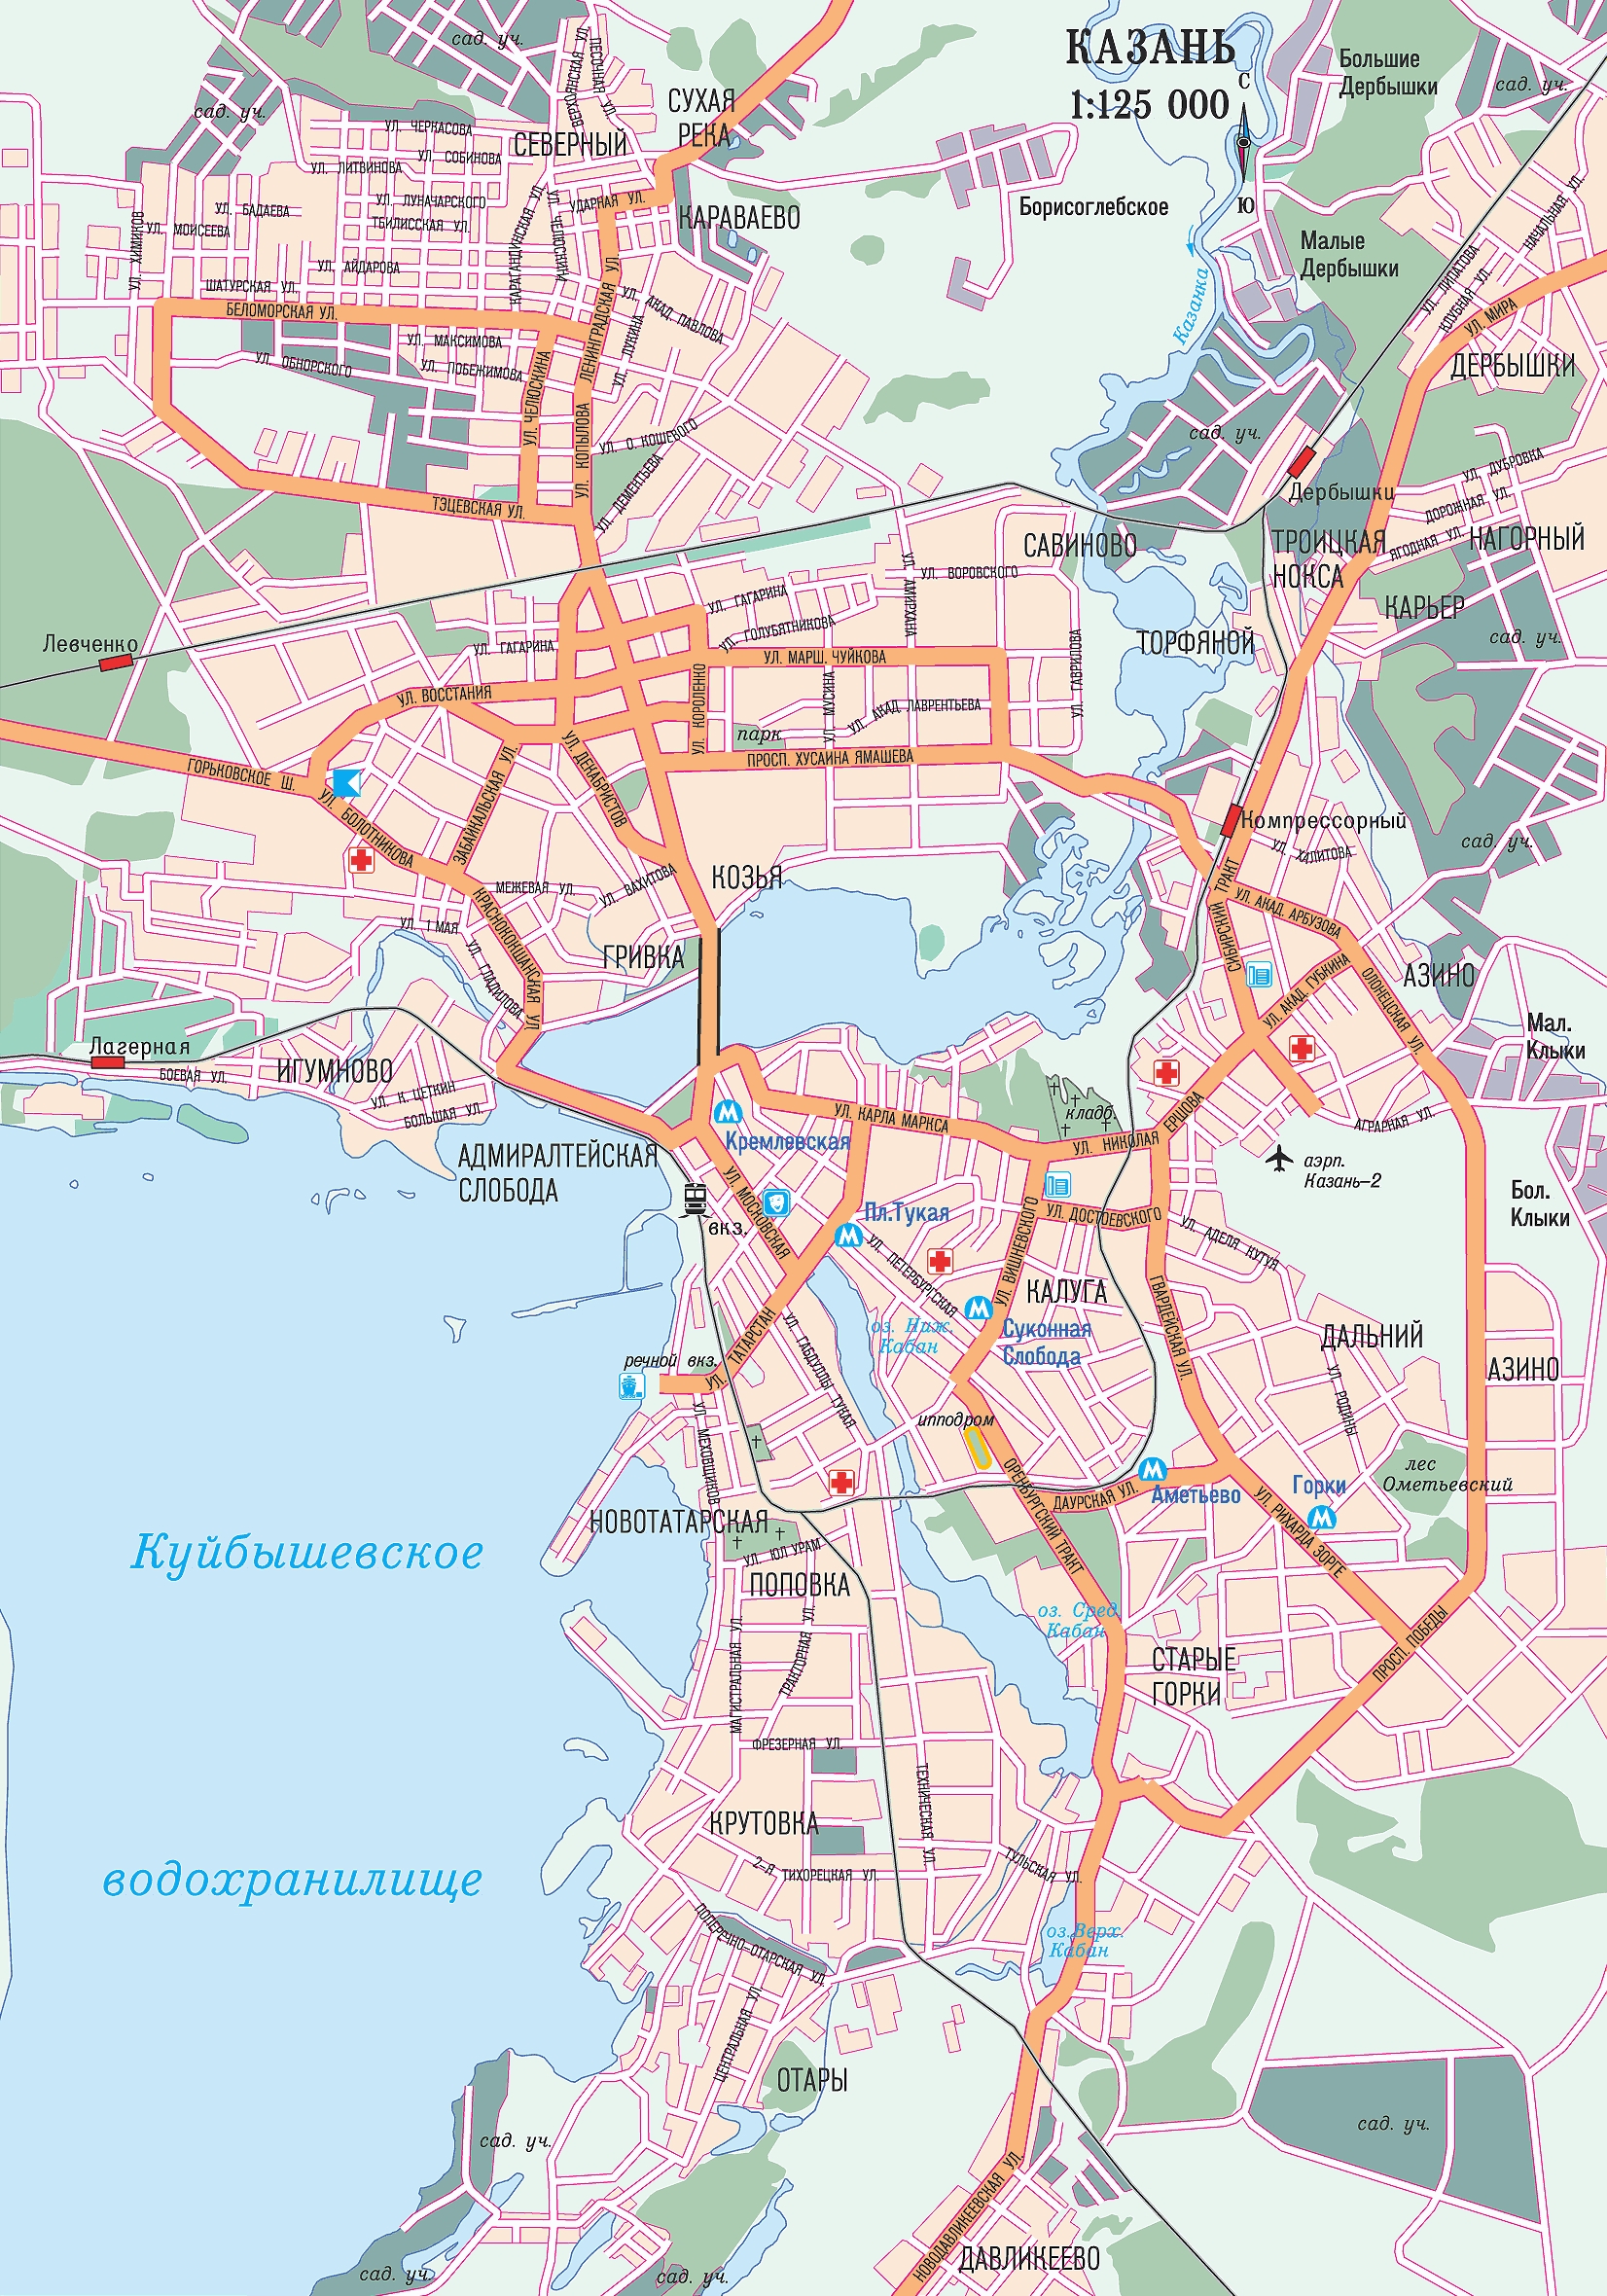 КАЗАНЬ
1:125 000
С
Ю
сад. уч.
ВЕРХОЯНСКАЯ УЛ.
ПЕСОЧНАЯ УЛ.
Большие
Дербышки
сад. уч.
сад. уч.
СУХАЯ
РЕКА
УЛ. ЧЕРКАСОВА
СЕВЕРНЫЙ
УЛ. СОБИНОВА
УЛ. ЛИТВИНОВА
УЛ. ЛУНАЧАРСКОГО
УДАРНАЯ УЛ.
КАРАВАЕВО
Борисоглебское
УЛ. БАДАЕВА
ТБИЛИССКАЯ УЛ.
УЛ. МОИСЕЕВА
УЛ. ХИМИКОВ
КАРАГАНДИНСКАЯ УЛ.
УЛ. ЧЕЛЮСКИНА
НАЧАЛЬНАЯ УЛ.
Малые
Дербышки
УЛ. АЙДАРОВА
ШАТУРСКАЯ УЛ.
УЛ. ЛИПАТОВА
КЛУБНАЯ УЛ.
Казанка
БЕЛОМОРСКАЯ УЛ.
ЛЕНИНГРАДСКАЯ УЛ.
УЛ. АКАД. ПАВЛОВА
УЛ. ЛУКИНА
УЛ. МИРА
УЛ. МАКСИМОВА
УЛ. ОБНОРСКОГО
УЛ. ПОБЕЖИМОВА
ДЕРБЫШКИ
УЛ. ЧЕЛЮСКИНА
УЛ. КОПЫЛОВА
УЛ. О. КОШЕВОГО
сад. уч.
УЛ. ДЕМЕНТЬЕВА
УЛ. ДУБРОВКА
Дербышки
ДОРОЖНАЯ УЛ.
ТЭЦЕВСКАЯ УЛ.
САВИНОВО
ТРОИЦКАЯ
НОКСА
ЯГОДНАЯ УЛ.
НАГОРНЫЙ
УЛ. АМИРХАНА
УЛ. ВОРОВСКОГО
УЛ. ГАГАРИНА
КАРЬЕР
УЛ. ГОЛУБЯТНИКОВА
ТОРФЯНОЙ
сад. уч.
Левченко
УЛ. ГАГАРИНА
УЛ. МАРШ. ЧУЙКОВА
УЛ. ГАВРИЛОВА
УЛ. ВОССТАНИЯ
УЛ. КОРОЛЕНКО
УЛ. МУСИНА
УЛ. АКАД. ЛАВРЕНТЬЕВА
парк
ПРОСП. ХУСАИНА ЯМАШЕВА
ГОРЬКОВСКОЕ Ш.
ЗАБАЙКАЛЬСКАЯ УЛ.
УЛ. ДЕКАБРИСТОВ
УЛ. БОЛОТНИКОВА
Компрессорный
УЛ. ХАЛИТОВА
сад. уч.
КОЗЬЯ
МЕЖЕВАЯ УЛ.
УЛ. ВАХИТОВА
СИБИРСКИЙ ТРАКТ
УЛ. АКАД. АРБУЗОВА
КРАСНОКОКШАЙСКАЯ УЛ.
УЛ. 1 МАЯ
УЛ. ГЛАДИЛОВА
ГРИВКА
УЛ. АКАД. ГУБКИНА
ОЛОНЕЦКАЯ УЛ.
АЗИНО
Мал.
Клыки
Лагерная
БОЕВАЯ УЛ.
ИГУМНОВО
УЛ. К. ЦЕТКИН
БОЛЬШАЯ УЛ.
УЛ. КАРЛА МАРКСА
кладб.
АГРАРНАЯ УЛ.
Кремлевская
УЛ. НИКОЛАЯ ЕРШОВА
АДМИРАЛТЕЙСКАЯ
СЛОБОДА
УЛ. МОСКОВСКАЯ
аэрп.
Казань–2
Бол.
Клыки
вкз.
Пл.Тукая
УЛ. ДОСТОЕВСКОГО
УЛ. АДЕЛЯ КУТУЯ
УЛ. ПЕТЕРБУРГСКАЯ
УЛ. ВИШНЕВСКОГО
КАЛУГА
ГВАРДЕЙСКАЯ УЛ.
УЛ. ТАТАРСТАН
УЛ. ГАБДУЛЛЫ ТУКАЯ
оз. Ниж.
Кабан
Суконная
Слобода
ДАЛЬНИЙ
АЗИНО
речной вкз.
УЛ. РОДИНЫ
УЛ. МЕХОВЩИКОВ
ипподром
лес
Ометьевский
ОРЕНБУРГСКИЙ ТРАКТ
ДАУРСКАЯ УЛ.
Аметьево
Горки
НОВОТАТАРСКАЯ
УЛ. РИХАРДА ЗОРГЕ
УЛ. ЮЛ УРАМ
Куйбышевское
ПОПОВКА
оз. Сред.
Кабан
МАГИСТРАЛЬНАЯ УЛ.
ТРАКТОРНАЯ УЛ.
СТАРЫЕ
ГОРКИ
ПРОСП. ПОБЕДЫ
ФРЕЗЕРНАЯ УЛ.
ТЕХНИЧЕСКАЯ УЛ.
КРУТОВКА
водохранилище
2–Я ТИХОРЕЦКАЯ УЛ.
ТУЛЬСКАЯ УЛ.
ПОПЕРЕЧНО–ОТАРСКАЯ УЛ.
оз.Верх.
Кабан
ЦЕНТРАЛЬНАЯ УЛ.
ОТАРЫ
сад. уч.
сад. уч.
НОВОДАВЛИКЕЕВСКАЯ УЛ.
ДАВЛИКЕЕВО
сад. уч.
сад. уч.